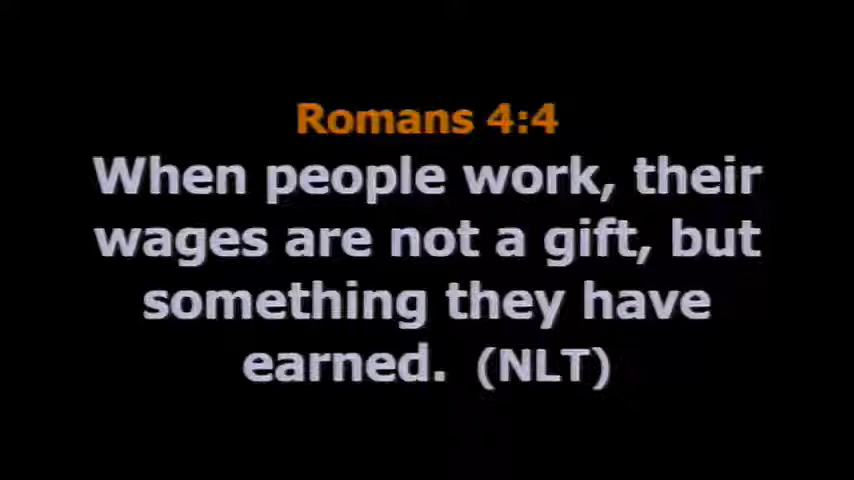 Romans 4:4
When people work, their
wages are not a gift, but
something they have
earned. (NLT)